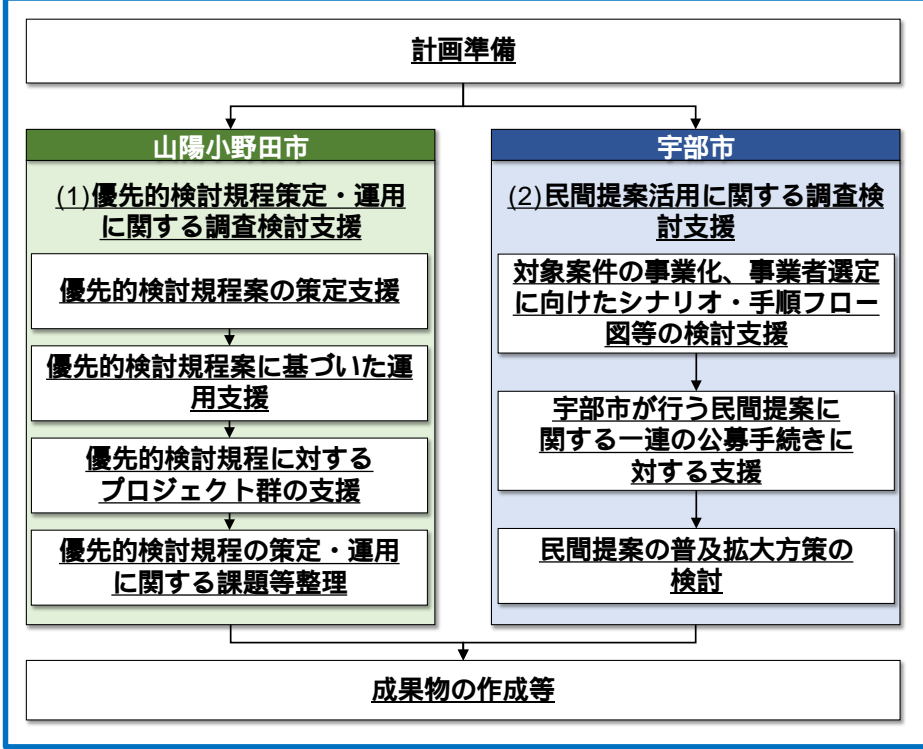 計画準備
山陽小野田市
(1)優先的検討規程策定・運用
に関する調査検討支援
優先的検討規程案の策定支援
優先的検討規程案に基づいた運
用支援
優先的検討規程に対する
プロジェクト群の支援
優先的検討規程の策定・運用
に関する課題等整理
宇部市
(2)民間提案活用に関する調査検
討支援
対象案件の事業化、事業者選定
に向けたシナリオ・手順フロー
図等の検討支援
宇部市が行う民間提案に
関する一連の公募手続きに
対する支援
民間提案の普及拡大方策の
検討
成果物の作成等